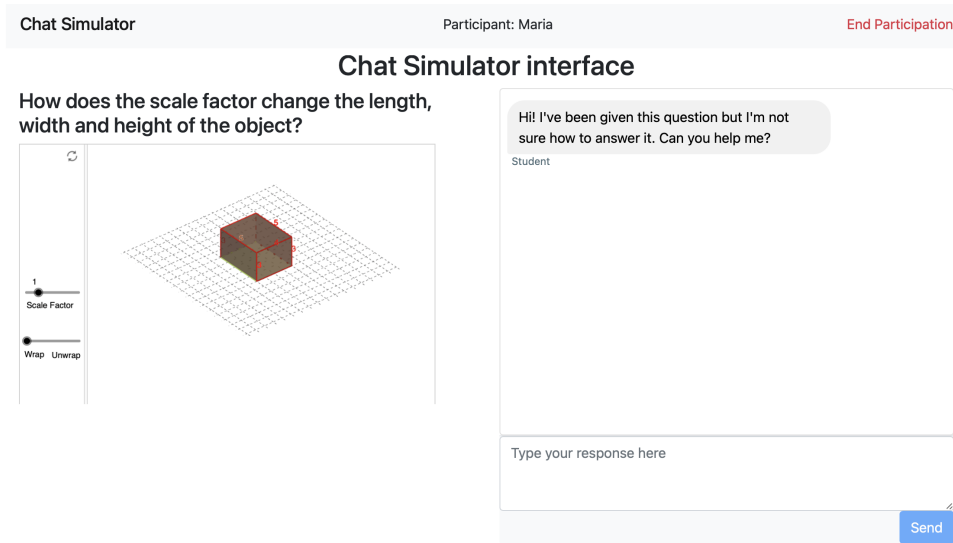 Chat Simulator
Participant: Maria
End Participation
Chat Simulator interface
How does the scale factor change the length,
width and height of the object?
1
Scale Factor
Wrap Unwrap
5
Hi! I've been given this question but I'm not
sure how to answer it. Can you help me?
Student
Type your response here
Send